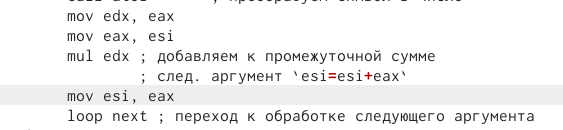 mov edx, eax
mov eax, esi
mul edx ; добавляем к промежуточной сумме
; след. аргумент `esi=esi+eax`
mov esi, eax
loop next ; переход к обработке следующего аргумента